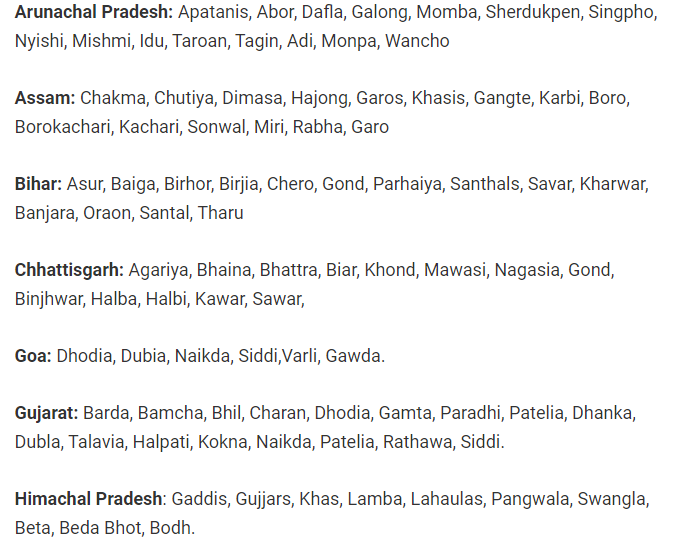 Arunachal Pradesh: Apatanis, Abor, Dafla, Galong, Momba, Sherdukpen, Singpho,
Nyishi, Mishmi, Idu, Taroan, Tagin, Adi, Monpa, Wancho
Assam: Chakma, Chutiya, Dimasa, Hajong, Garos, Khasis, Gangte, Karbi, Boro,
Borokachari, Kachari, Sonwal, Miri, Rabha, Garo
Bihar: Asur, Baiga, Birhor, Birjia, Chero, Gond, Parhaiya, Santhals, Savar, Kharwar,
Banjara, Oraon, Santal, Tharu
Chhattisgarh: Agariya, Bhaina, Bhattra, Biar, Khond, Mawasi, Nagasia, Gond,
Binjhwar, Halba, Halbi, Kawar, Sawar,
Goa: Dhodia, Dubia, Naikda, Siddi,Varli, Gawda.
Gujarat: Barda, Bamcha, Bhil, Charan, Dhodia, Gamta, Paradhi, Patelia, Dhanka,
Dubla, Talavia, Halpati, Kokna, Naikda, Patelia, Rathawa, Siddi.
Himachal Pradesh: Gaddis, Gujjars, Khas, Lamba, Lahaulas, Pangwala, Swangla,
Beta, Beda Bhot, Bodh.